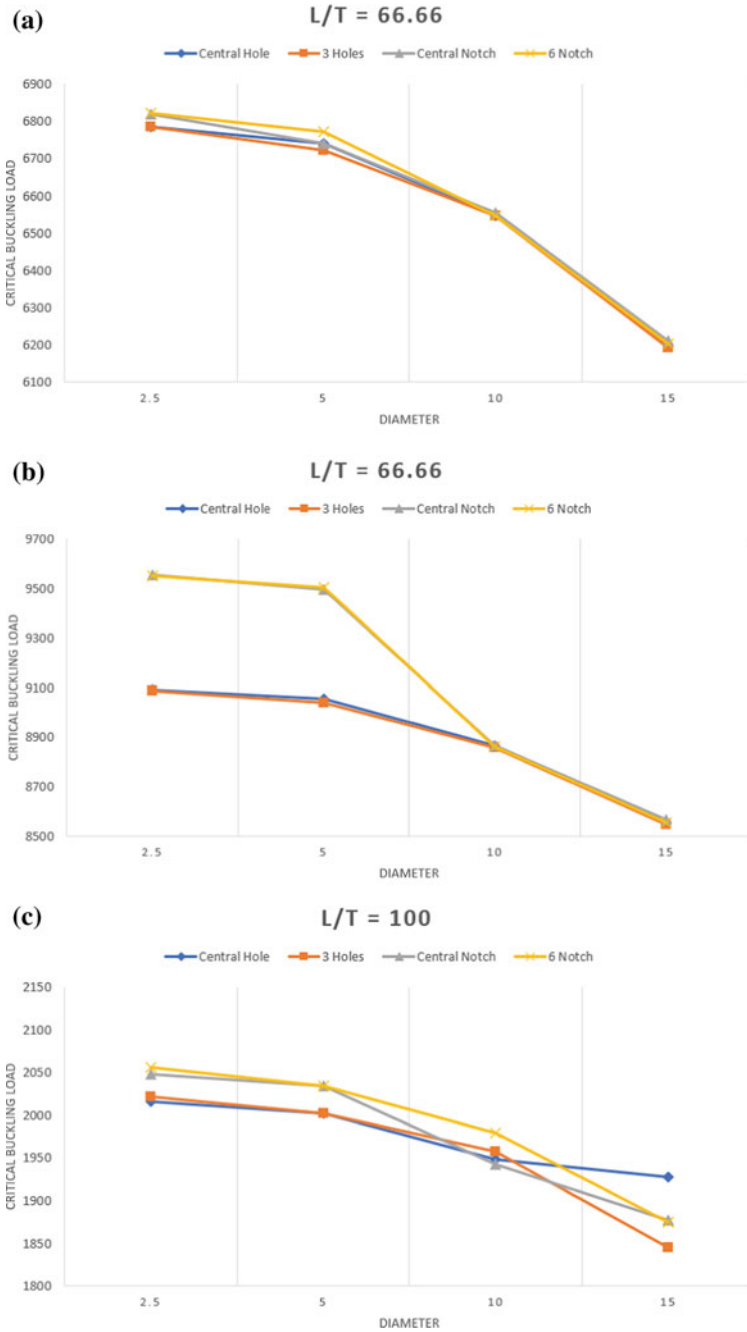 (a)
L/T = 66.66
Central Hole 3 Holes Central Notch 6 Notch
CRITICAL BUCKLING LOAD
6900
6800
6700
6600
6500
6400
6300
6200
6100
2.5 5 10 15
DIAMETER
(b)
L/T = 66.66
Central Hole 3 Holes Central Notch 6 Notch
CRITICAL BUCKLING LOAD
9700
9500
9300
9100
8900
8700
8500
2.5 5 10 15
DIAMETER
(c)
L/T = 100
Central Hole 3 Holes Central Notch 6 Notch
CRITICAL BUCKLING LOAD
2150
2100
2050
2000
1950
1900
1850
1800
2.5 5 10 15
DIAMETER